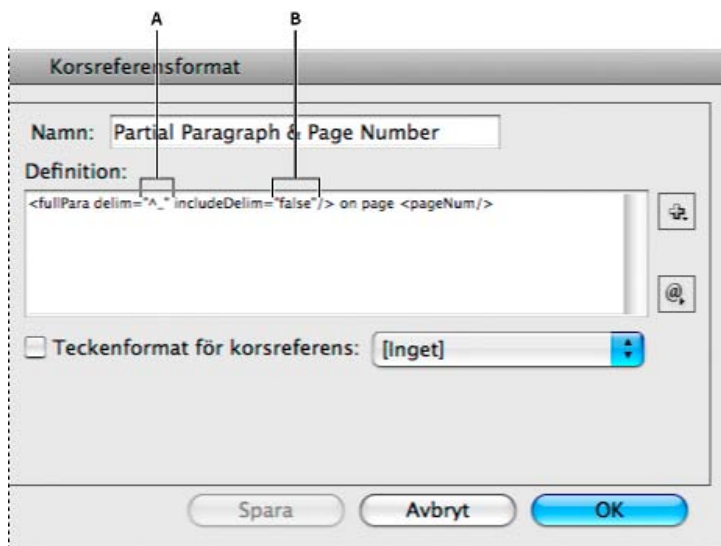 A B
Korsreferensformat
Namn: Partial Paragraph & Page Number
Definition:
<fullPara delim="^_" includeDelim="false"/> on page <pageNum/>
@
Teckenformat för korsreferens: [Inget]
Spara Avbryt OK